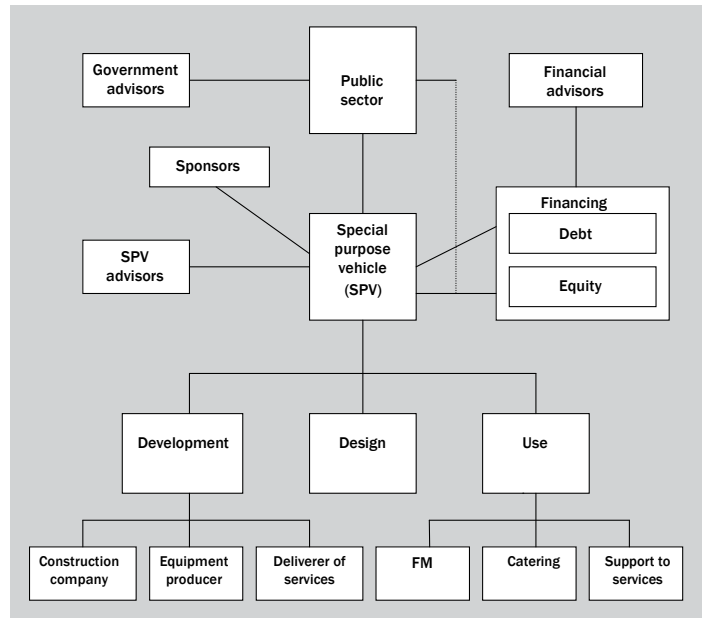 Government
advisors
Public
sector
Financial
advisors
Sponsors
SPV
advisors
Special
purpose
vehicle
(SPV)
Financing
Debt
Equity
Development
Design
Use
Construction
company
Equipment
producer
Deliverer of
services
FM
Catering
Support to
services